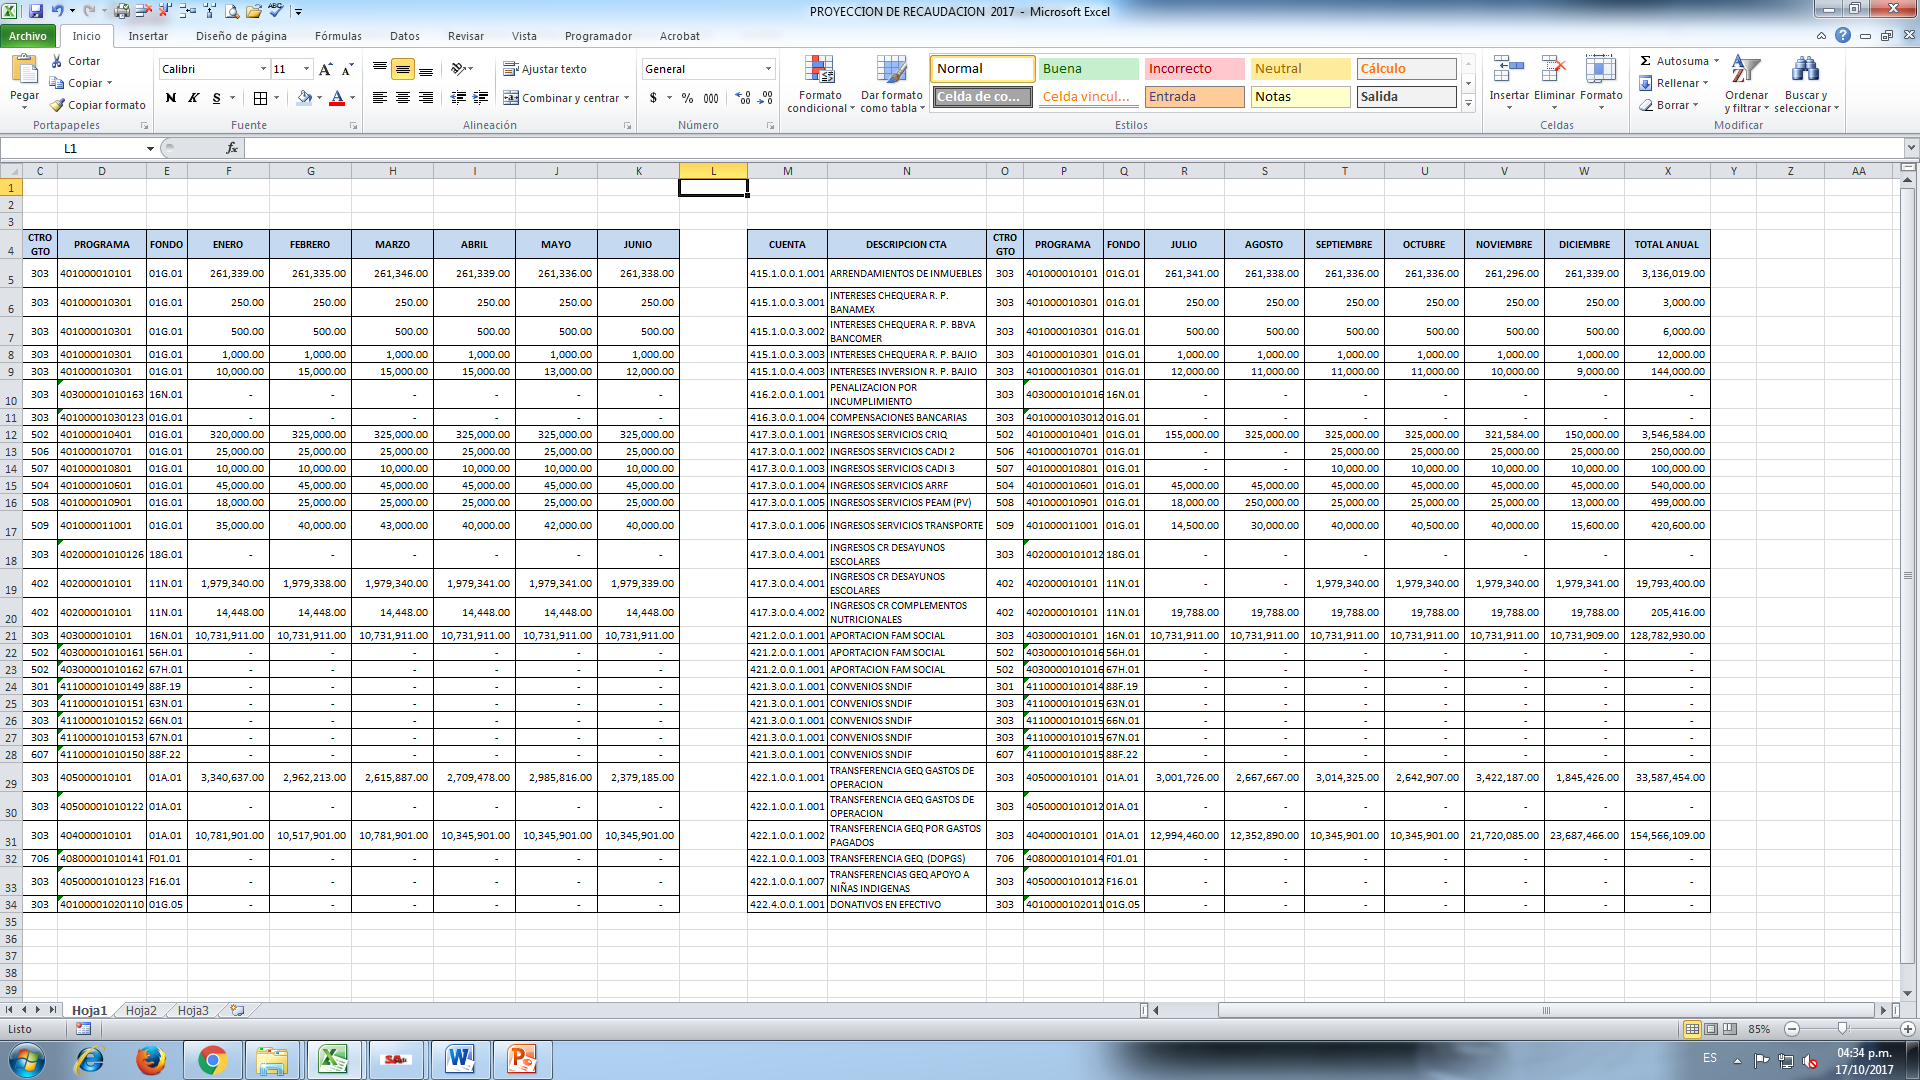 PROYECCION DE RECAUDACION 2017 - Microsoft Excel
Archivo Inicio Insertar Diseño de página Fórmulas Datos Revisar Vista Programador Acrobat
Pegar
Cortar
Copiar
Copiar formato
Portapapeles
Calibri 11
N K S
Fuente
Ajustar texto
Combinar y centrar
Alineación
General
$ % 000
Número
Formato condicional
Dar formato como tabla
Normal Buena Incorrecto Neutral Cálculo
Celda de co... Celda vincul... Entrada Notas Salida
Estilos
Insertar Eliminar Formato
Celdas
Autosuma
Rellenar
Borrar
Ordenar y filtrar
Buscar y seleccionar
Modificar
L1 fx
C D E F G H I J K L M N O P Q R S T U V W X Y Z AA
1
2
3
4 CTRO GTO PROGRAMA FONDO ENERO FEBRERO MARZO ABRIL MAYO JUNIO CUENTA DESCRIPCION CTA CTRO GTO PROGRAMA FONDO JULIO AGOSTO SEPTIEMBRE OCTUBRE NOVIEMBRE DICIEMBRE TOTAL ANUAL
5 303 401000010101 01G.01 261,339.00 261,335.00 261,346.00 261,339.00 261,336.00 261,338.00 415.1.0.0.1.001 ARRENDAMIENTOS DE INMUEBLES 303 401000010101 01G.01 261,341.00 261,338.00 261,336.00 261,336.00 261,296.00 261,339.00 3,136,019.00
6 303 401000010301 01G.01 250.00 250.00 250.00 250.00 250.00 250.00 415.1.0.0.3.001 INTERESES CHEQUERA R. P. BANAMEX 303 401000010301 01G.01 250.00 250.00 250.00 250.00 250.00 250.00 3,000.00
7 303 401000010301 01G.01 500.00 500.00 500.00 500.00 500.00 500.00 415.1.0.0.3.002 INTERESES CHEQUERA R. P. BBVA BANCOMER 303 401000010301 01G.01 500.00 500.00 500.00 500.00 500.00 500.00 6,000.00
8 303 401000010301 01G.01 1,000.00 1,000.00 1,000.00 1,000.00 1,000.00 1,000.00 415.1.0.0.3.003 INTERESES CHEQUERA R. P. BAJIO 303 401000010301 01G.01 1,000.00 1,000.00 1,000.00 1,000.00 1,000.00 1,000.00 12,000.00
9 303 401000010301 01G.01 10,000.00 15,000.00 15,000.00 15,000.00 13,000.00 12,000.00 415.1.0.0.4.003 INTERESES INVERSION R. P. BAJIO 303 401000010301 01G.01 12,000.00 11,000.00 11,000.00 11,000.00 10,000.00 9,000.00 144,000.00
10 303 40300001010163 16N.01 - - - - - - 416.2.0.0.1.001 PENALIZACION POR INCUMPLIMIENTO 303 4030000101016 16N.01 - - - - - - -
11 303 40100001030123 01G.01 - - - - - - 416.3.0.0.1.004 COMPENSACIONES BANCARIAS 303 4010000103012 01G.01 - - - - - - -
12 502 401000010401 01G.01 320,000.00 325,000.00 325,000.00 325,000.00 325,000.00 325,000.00 417.3.0.0.1.001 INGRESOS SERVICIOS CRIQ 502 401000010401 01G.01 155,000.00 325,000.00 325,000.00 325,000.00 321,584.00 150,000.00 3,546,584.00
13 506 401000010701 01G.01 25,000.00 25,000.00 25,000.00 25,000.00 25,000.00 25,000.00 417.3.0.0.1.002 INGRESOS SERVICIOS CADI 2 506 401000010701 01G.01 - - 25,000.00 25,000.00 25,000.00 25,000.00 250,000.00
14 507 401000010801 01G.01 10,000.00 10,000.00 10,000.00 10,000.00 10,000.00 10,000.00 417.3.0.0.1.003 INGRESOS SERVICIOS CADI 3 507 401000010801 01G.01 - - 10,000.00 10,000.00 10,000.00 10,000.00 100,000.00
15 504 401000010601 01G.01 45,000.00 45,000.00 45,000.00 45,000.00 45,000.00 45,000.00 417.3.0.0.1.004 INGRESOS SERVICIOS ARRF 504 401000010601 01G.01 45,000.00 45,000.00 45,000.00 45,000.00 45,000.00 45,000.00 540,000.00
16 508 401000010901 01G.01 18,000.00 25,000.00 25,000.00 25,000.00 25,000.00 25,000.00 417.3.0.0.1.005 INGRESOS SERVICIOS PEAM (PV) 508 401000010901 01G.01 18,000.00 250,000.00 25,000.00 25,000.00 25,000.00 13,000.00 499,000.00
17 509 401000011001 01G.01 35,000.00 40,000.00 43,000.00 40,000.00 42,000.00 40,000.00 417.3.0.0.1.006 INGRESOS SERVICIOS TRANSPORTE 509 401000011001 01G.01 14,500.00 30,000.00 40,000.00 40,500.00 40,000.00 15,600.00 420,600.00
18 303 40200001010126 18G.01 - - - - - - 417.3.0.0.4.001 INGRESOS CR DESAYUNOS ESCOLARES 303 4020000101012 18G.01 - - - - - - -
19 402 402000010101 11N.01 1,979,340.00 1,979,338.00 1,979,340.00 1,979,341.00 1,979,341.00 1,979,339.00 417.3.0.0.4.001 INGRESOS CR DESAYUNOS ESCOLARES 402 402000010101 11N.01 - - 1,979,340.00 1,979,340.00 1,979,340.00 1,979,341.00 19,793,400.00
20 402 402000010101 11N.01 14,448.00 14,448.00 14,448.00 14,448.00 14,448.00 14,448.00 417.3.0.0.4.002 INGRESOS CR COMPLEMENTOS NUTRICIONALES 402 402000010101 11N.01 19,788.00 19,788.00 19,788.00 19,788.00 19,788.00 19,788.00 205,416.00
21 303 403000010101 16N.01 10,731,911.00 10,731,911.00 10,731,911.00 10,731,911.00 10,731,911.00 10,731,911.00 421.2.0.0.1.001 APORTACION FAM SOCIAL 303 403000010101 16N.01 10,731,911.00 10,731,911.00 10,731,911.00 10,731,911.00 10,731,911.00 10,731,909.00 128,782,930.00
22 502 40300001010161 56H.01 - - - - - - 421.2.0.0.1.001 APORTACION FAM SOCIAL 502 4030000101016 56H.01 - - - - - - -
23 502 40300001010162 67H.01 - - - - - - 421.2.0.0.1.001 APORTACION FAM SOCIAL 502 4030000101016 67H.01 - - - - - - -
24 301 41100001010149 88F.19 - - - - - - 421.3.0.0.1.001 CONVENIOS SNDIF 301 4110000101014 88F.19 - - - - - - -
25 303 41100001010151 63N.01 - - - - - - 421.3.0.0.1.001 CONVENIOS SNDIF 303 4110000101015 63N.01 - - - - - - -
26 303 41100001010152 66N.01 - - - - - - 421.3.0.0.1.001 CONVENIOS SNDIF 303 4110000101015 66N.01 - - - - - - -
27 303 41100001010153 67N.01 - - - - - - 421.3.0.0.1.001 CONVENIOS SNDIF 303 4110000101015 67N.01 - - - - - - -
28 607 41100001010150 88F.22 - - - - - - 421.3.0.0.1.001 CONVENIOS SNDIF 607 4110000101015 88F.22 - - - - - - -
29 303 405000010101 01A.01 3,340,637.00 2,962,213.00 2,615,887.00 2,709,478.00 2,985,816.00 2,379,185.00 422.1.0.0.1.001 TRANSFERENCIA GEQ GASTOS DE OPERACION 303 405000010101 01A.01 3,001,726.00 2,667,667.00 3,014,325.00 2,642,907.00 3,422,187.00 1,845,426.00 33,587,454.00
30 303 40500001010122 01A.01 - - - - - - 422.1.0.0.1.001 TRANSFERENCIA GEQ GASTOS DE OPERACION 303 4050000101012 01A.01 - - - - - - -
31 303 404000010101 01A.01 10,781,901.00 10,517,901.00 10,781,901.00 10,345,901.00 10,345,901.00 10,345,901.00 422.1.0.0.1.002 TRANSFERENCIA GEQ POR GASTOS PAGADOS 303 404000010101 01A.01 12,994,460.00 12,352,890.00 10,345,901.00 10,345,901.00 21,720,085.00 23,687,466.00 154,566,109.00
32 706 40800001010141 F01.01 - - - - - - 422.1.0.0.1.003 TRANSFERENCIA GEQ (DOPGS) 706 4080000101014 F01.01 - - - - - - -
33 303 40500001010123 F16.01 - - - - - - 422.1.0.0.1.007 TRANSFERENCIAS GEQ APOYO A NIÑAS INDIGENAS 303 4050000101012 F16.01 - - - - - - -
34 303 40100001020110 01G.05 - - - - - - 422.4.0.0.1.001 DONATIVOS EN EFECTIVO 303 4010000102011 01G.05 - - - - - - -
35
36
37
38
39
Hoja1 Hoja2 Hoja3
Listo 85%
ES 04:34 p.m.
17/10/2017